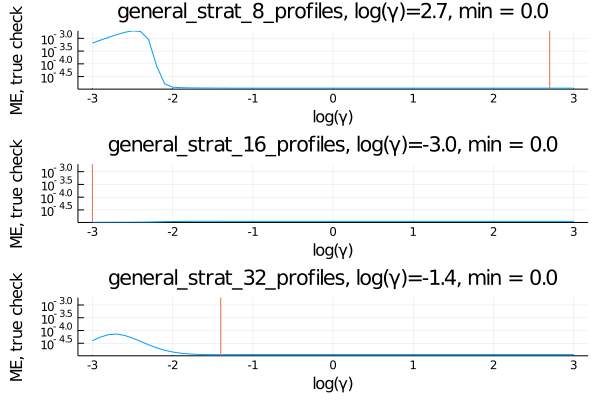 general_strat_8_profiles, log(γ)=2.7, min = 0.0
ME, true check
10^-3.0
10^-3.5
10^-4.0
10^-4.5
-3 -2 -1 0 1 2 3
log(γ)
general_strat_16_profiles, log(γ)=-3.0, min = 0.0
ME, true check
10^-3.0
10^-3.5
10^-4.0
10^-4.5
-3 -2 -1 0 1 2 3
log(γ)
general_strat_32_profiles, log(γ)=-1.4, min = 0.0
ME, true check
10^-3.0
10^-3.5
10^-4.0
10^-4.5
-3 -2 -1 0 1 2 3
log(γ)